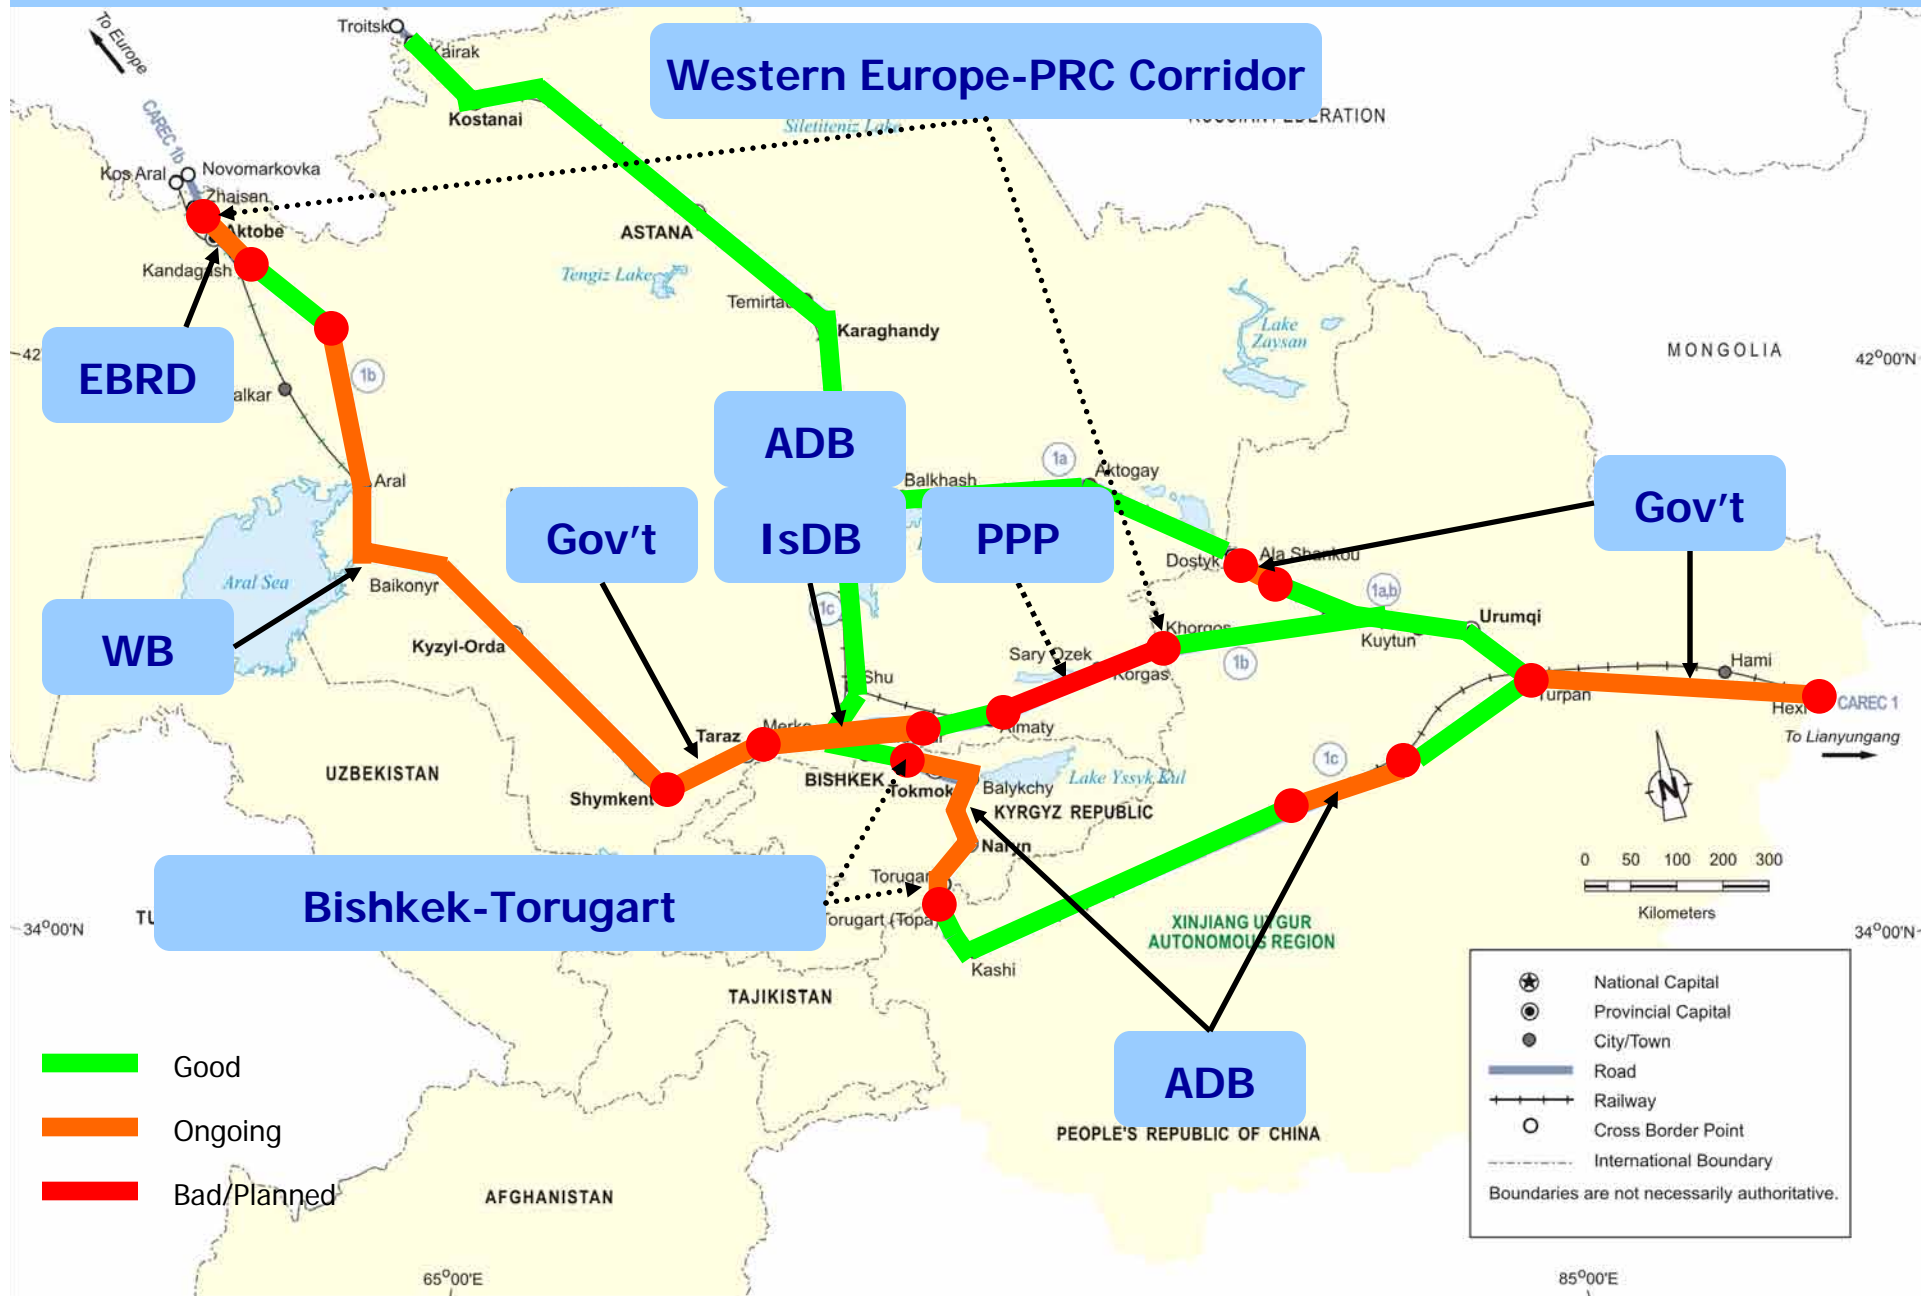 To Europe
Troitsk
Kairak
Western Europe-PRC Corridor
Kostanai
Siletiteniz Lake
CAREC 1b
Kos Aral
Novomarkovka
Zhaisan
Aktobe
ASTANA
Kandagash
Tengiz Lake
Temirtau
Karaghandy
Lake
Zaysan
MONGOLIA
42°00'N
EBRD
1b
ADB
1a
Aktogay
Aral
Balkhash
Gov't
IsDB
PPP
Gov't
Dostyk
Ala Shankou
Aral Sea
Baikonyr
1c
1a,b
WB
Kyzyl-Orda
Khorgos
Kuytun
Urumqi
Sary Ozek
Korgas
1b
Hami
Shu
Turpan
Hexi
CAREC 1
Taraz
Merke
Almaty
To Lianyungang
UZBEKISTAN
Shymkent
BISHKEK
Tokmok
Balykchy
Lake Yssyk Kul
1c
KYRGYZ REPUBLIC
N
Naryn
Torugart
0 50 100 200 300
Kilometers
Bishkek-Torugart
Torugart (Topa)
34°00'N
XINJIANG UYGUR
AUTONOMOUS REGION
34°00'N
Kashi
TAJIKISTAN
National Capital
Provincial Capital
City/Town
Road
Railway
Cross Border Point
International Boundary
Boundaries are not necessarily authoritative.
ADB
Good
Ongoing
Bad/Planned
PEOPLE'S REPUBLIC OF CHINA
AFGHANISTAN
65°00'E
85°00'E